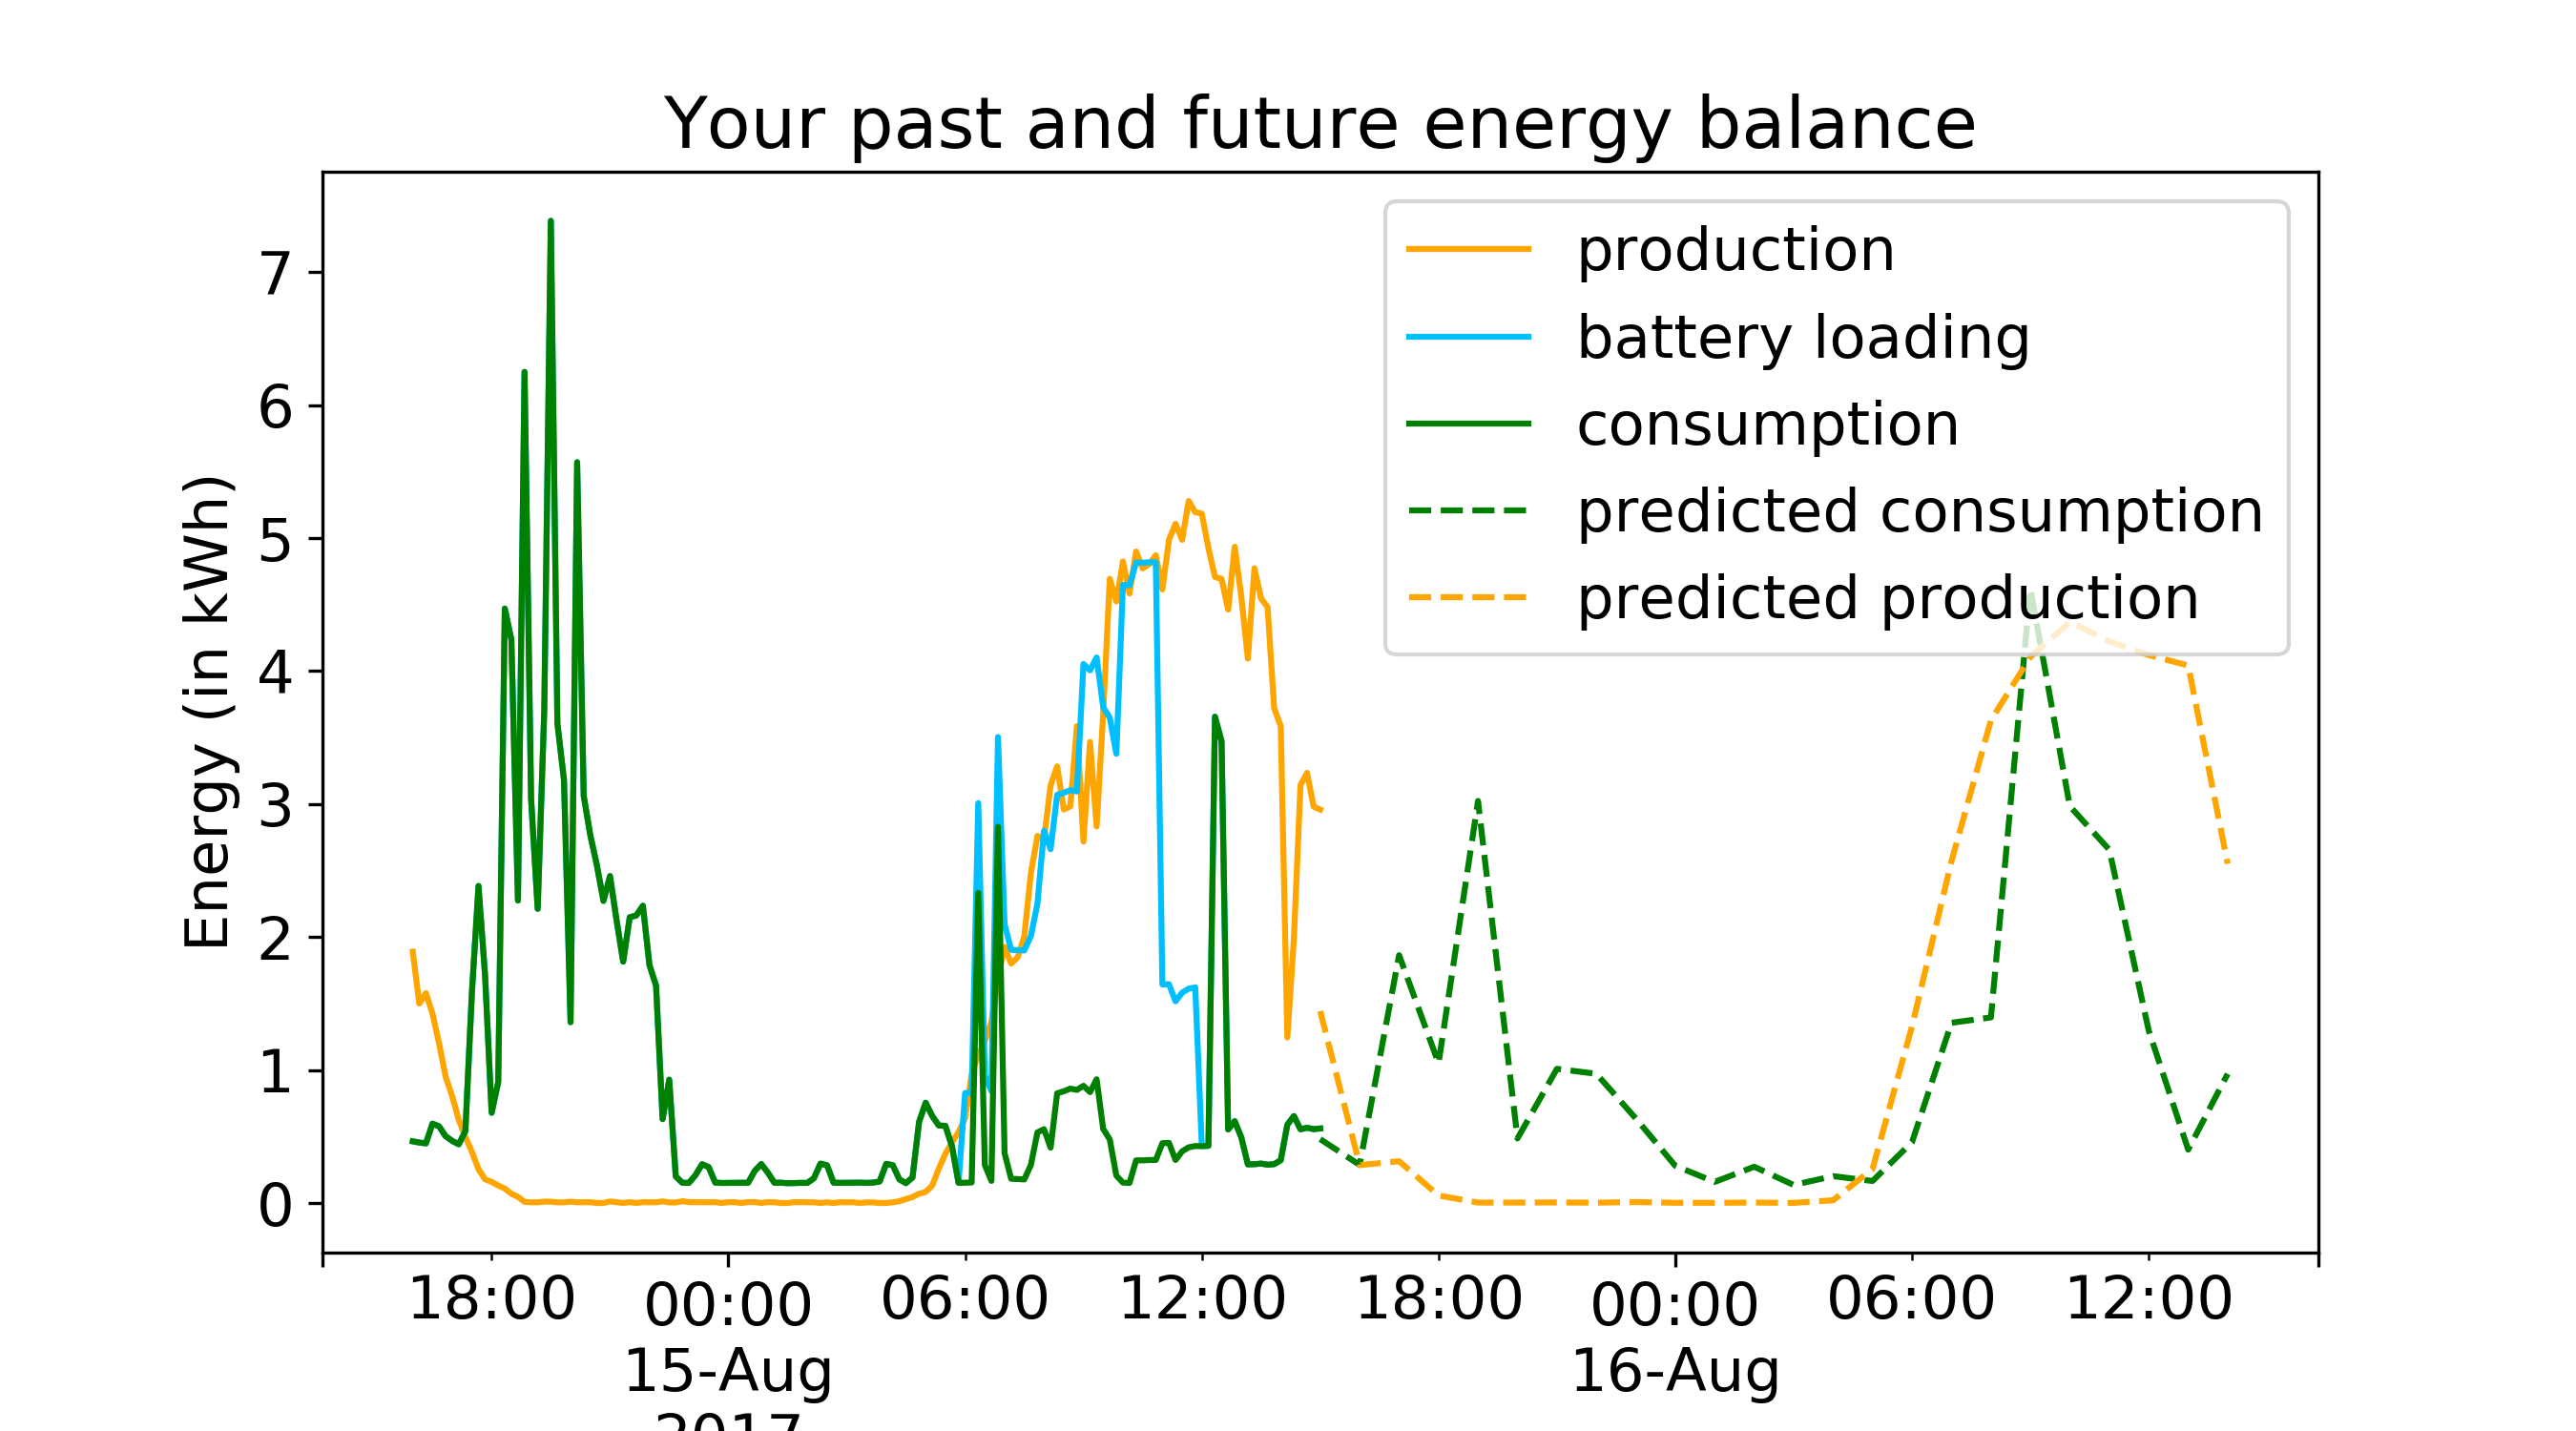 Your past and future energy balance
production
battery loading
consumption
predicted consumption
predicted production
Energy (in kWh)
7
6
5
4
3
2
1
0
18:00 00:00 06:00 12:00 18:00 00:00 06:00 12:00
15-Aug 16-Aug
2017